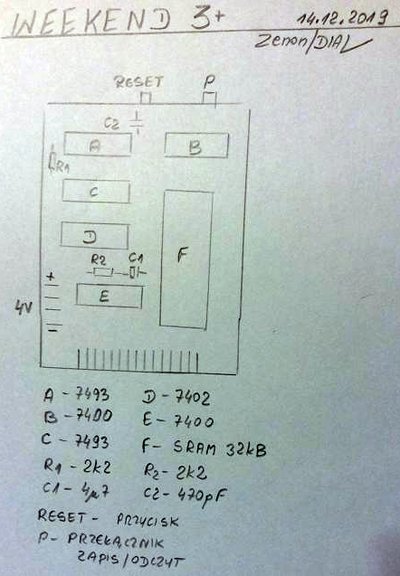 WEEKEND 3+
14.12.2019
Zenon/DIAL
RESET P
C2
A B
R1
C
D
F
R2 C1
+
E
4V
-
A - 7493 D - 7402
B - 7400 E - 7400
C - 7493 F - SRAM 32kB
R1 - 2k2 R2 - 2k2
C1 - 4µ7 C2 - 470pF
RESET - PRZYCISK
P - PRZEŁĄCZNIK
ZAPIS/ODCZYT